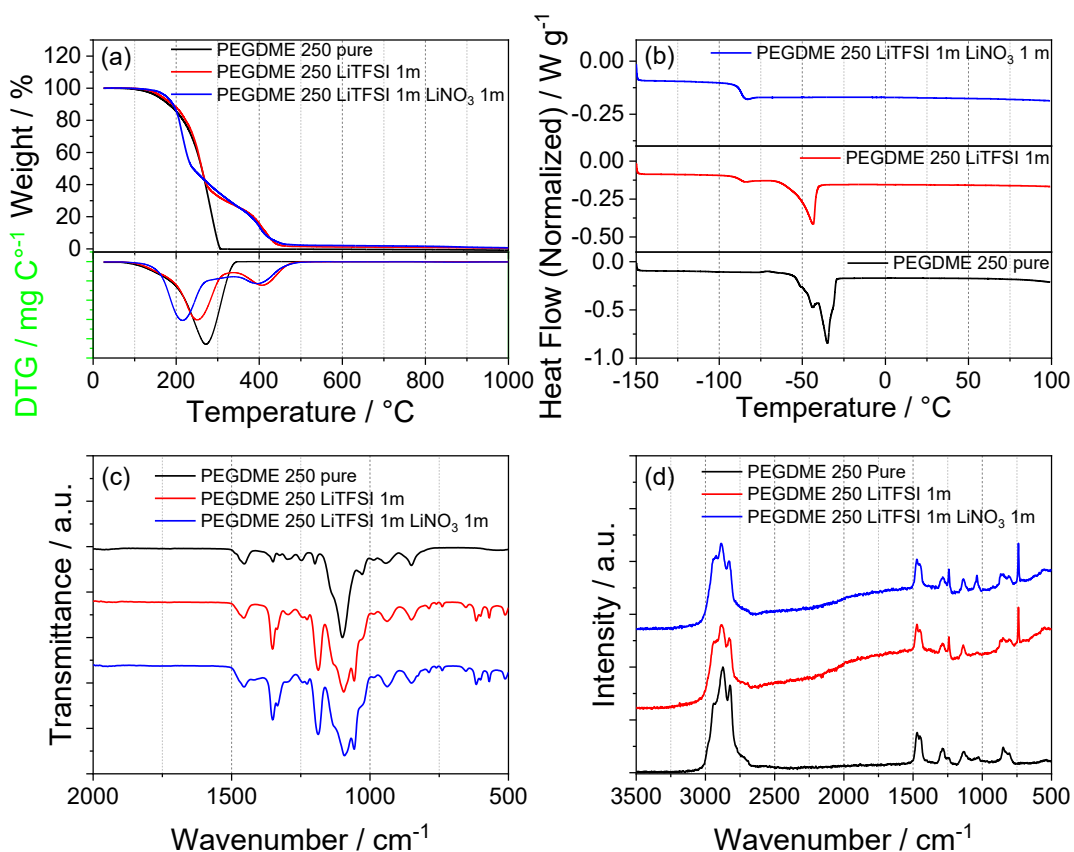 (a)
PEGDME 250 pure
PEGDME 250 LiTFSI 1m
PEGDME 250 LiTFSI 1m LiNO₃ 1m
120
100
80
60
40
20
0
Weight / %
DTG / mg C°⁻¹
0 200 400 600 800 1000
Temperature / °C
(b)
PEGDME 250 LiTFSI 1m LiNO₃ 1 m
0.00
-0.25
PEGDME 250 LiTFSI 1m
0.00
-0.25
-0.50
PEGDME 250 pure
0.0
-0.5
-1.0
Heat Flow (Normalized) / W g⁻¹
-150 -100 -50 0 50 100
Temperature / °C
(c)
PEGDME 250 pure
PEGDME 250 LiTFSI 1m
PEGDME 250 LiTFSI 1m LiNO₃ 1m
Transmittance / a.u.
2000 1500 1000 500
Wavenumber / cm⁻¹
(d)
PEGDME 250 Pure
PEGDME 250 LiTFSI 1m
PEGDME 250 LiTFSI 1m LiNO₃ 1m
Intensity / a.u.
3500 3000 2500 2000 1500 1000 500
Wavenumber / cm⁻¹